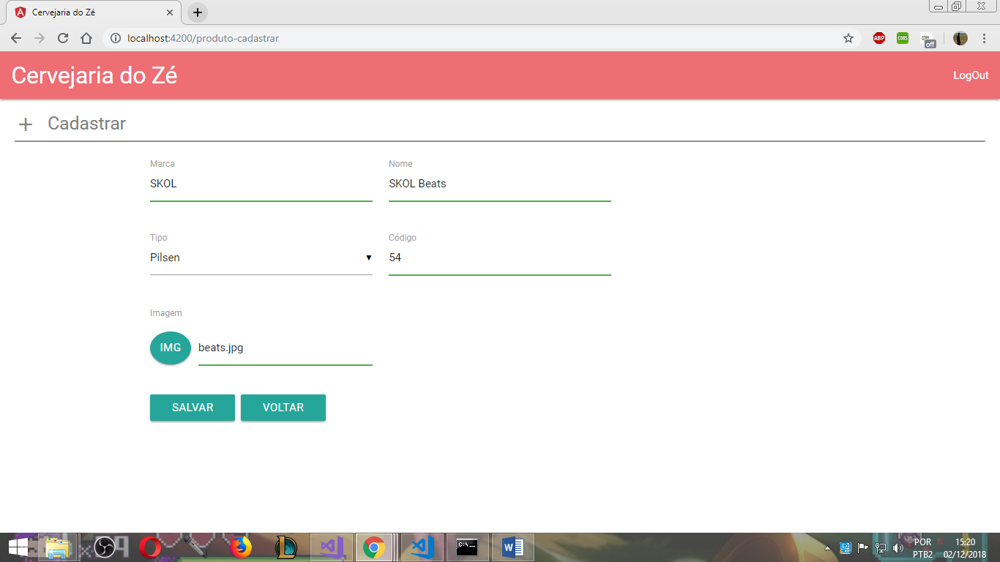 Cervejaria do Zé
localhost:4200/produto-cadastrar
ABP
CORS
off
Cervejaria do Zé
LogOut
Cadastrar
Marca
Nome
SKOL
SKOL Beats
Tipo
Código
Pilsen
54
Imagem
IMG
beats.jpg
SALVAR
VOLTAR
POR
15:20
PTB2
02/12/2018